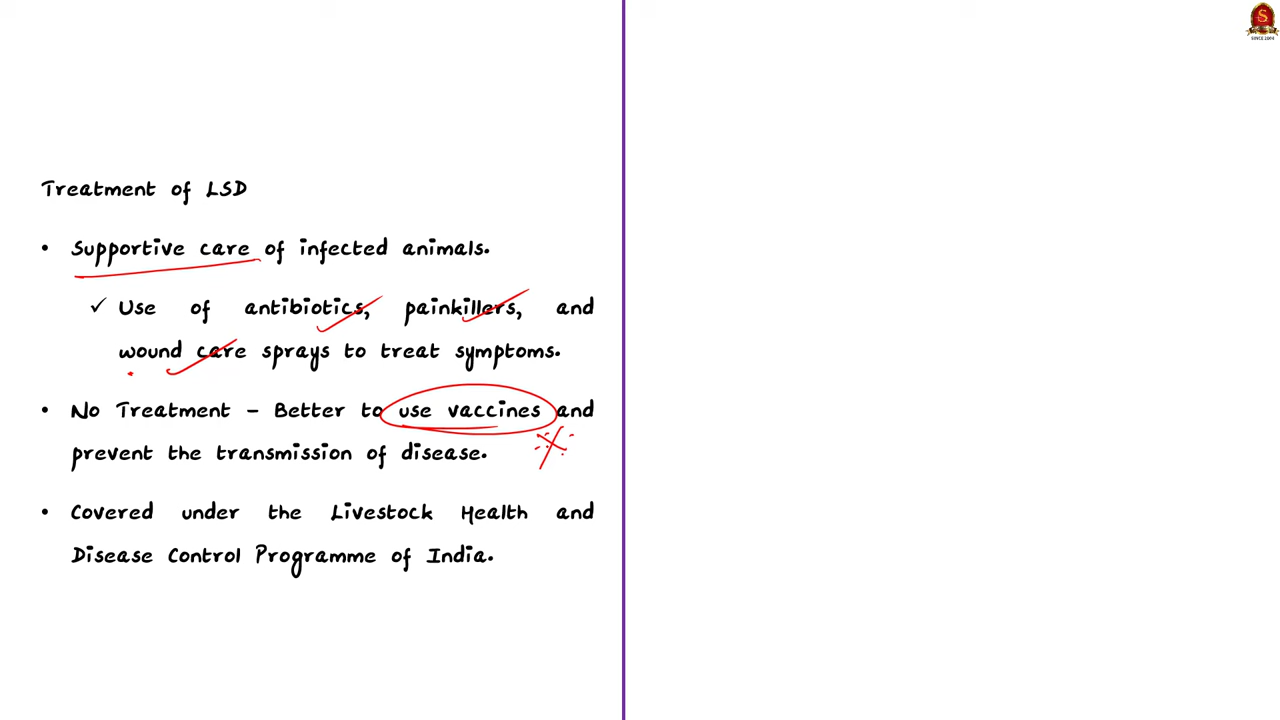 Treatment of LSD
• Supportive care of infected animals.
✓ Use of antibiotics, painkillers, and
wound care sprays to treat symptoms.
• No Treatment – Better to use vaccines and
prevent the transmission of disease.
• Covered under the Livestock Health and
Disease Control Programme of India.
S
SINCE 2004